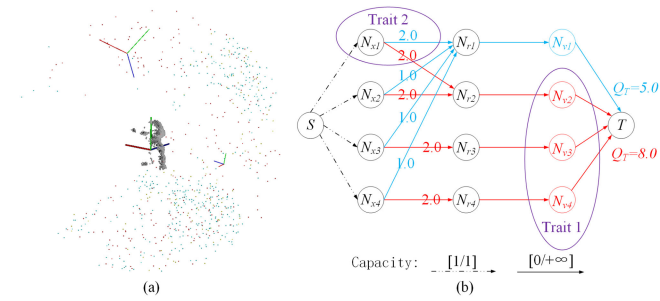 Trait 2
N_x1
2.0
N_r1
N_v1
2.0
Q_T=5.0
1.0
N_x2
2.0
N_r2
N_v2
S
1.0
T
N_x3
2.0
N_r3
N_v3
Q_T=8.0
1.0
N_x4
2.0
N_r4
N_v4
Trait 1
Capacity: [1/1] [0/+∞]
(a) (b)